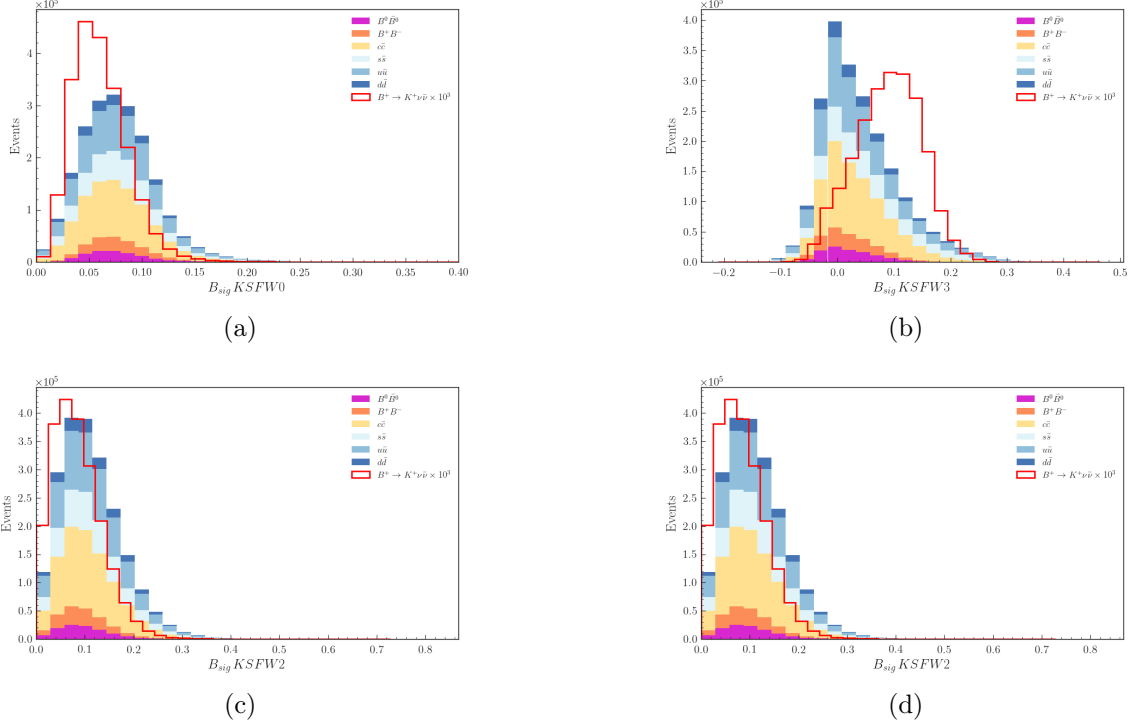 ×10⁵
Events
4
3
2
1
0
0.00 0.05 0.10 0.15 0.20 0.25 0.30 0.35 0.40
B_sig KSFW0
B⁰B̄⁰
B⁺B⁻
cc̄
ss̄
uū
dd̄
B⁺ → K⁺νν̄ × 10³
(a)
×10⁵
Events
4.0
3.5
3.0
2.5
2.0
1.5
1.0
0.5
0
−0.2 −0.1 0.0 0.1 0.2 0.3 0.4 0.5
B_sig KSFW3
B⁰B̄⁰
B⁺B⁻
cc̄
ss̄
uū
dd̄
B⁺ → K⁺νν̄ × 10³
(b)
×10⁵
Events
4.0
3.5
3.0
2.5
2.0
1.5
1.0
0.5
0.0
0.0 0.1 0.2 0.3 0.4 0.5 0.6 0.7 0.8
B_sig KSFW2
B⁰B̄⁰
B⁺B⁻
cc̄
ss̄
uū
dd̄
B⁺ → K⁺νν̄ × 10³
(c)
×10⁵
Events
4.0
3.5
3.0
2.5
2.0
1.5
1.0
0.5
0.0
0.0 0.1 0.2 0.3 0.4 0.5 0.6 0.7 0.8
B_sig KSFW2
B⁰B̄⁰
B⁺B⁻
cc̄
ss̄
uū
dd̄
B⁺ → K⁺νν̄ × 10³
(d)